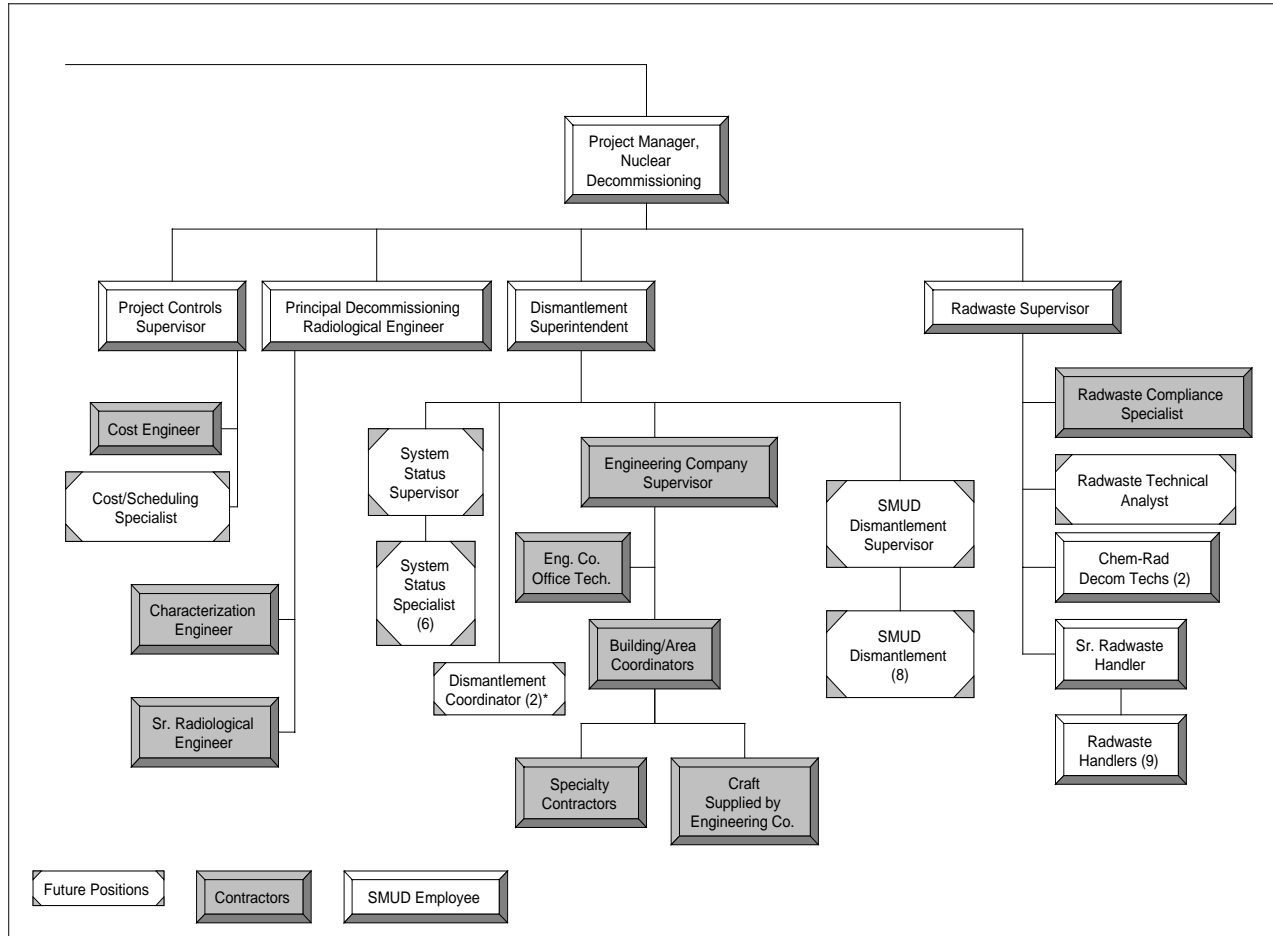 Project Manager,
Nuclear
Decommissioning
Project Controls
Supervisor
Principal Decommissioning
Radiological Engineer
Dismantlement
Superintendent
Radwaste Supervisor
Cost Engineer
Cost/Scheduling
Specialist
Characterization
Engineer
Sr. Radiological
Engineer
System
Status
Supervisor
System
Status
Specialist
(6)
Dismantlement
Coordinator (2)*
Engineering Company
Supervisor
Eng. Co.
Office Tech.
Building/Area
Coordinators
Specialty
Contractors
Craft
Supplied by
Engineering Co.
SMUD
Dismantlement
Supervisor
SMUD
Dismantlement
(8)
Radwaste Compliance
Specialist
Radwaste Technical
Analyst
Chem-Rad
Decom Techs (2)
Sr. Radwaste
Handler
Radwaste
Handlers (9)
Future Positions
Contractors
SMUD Employee